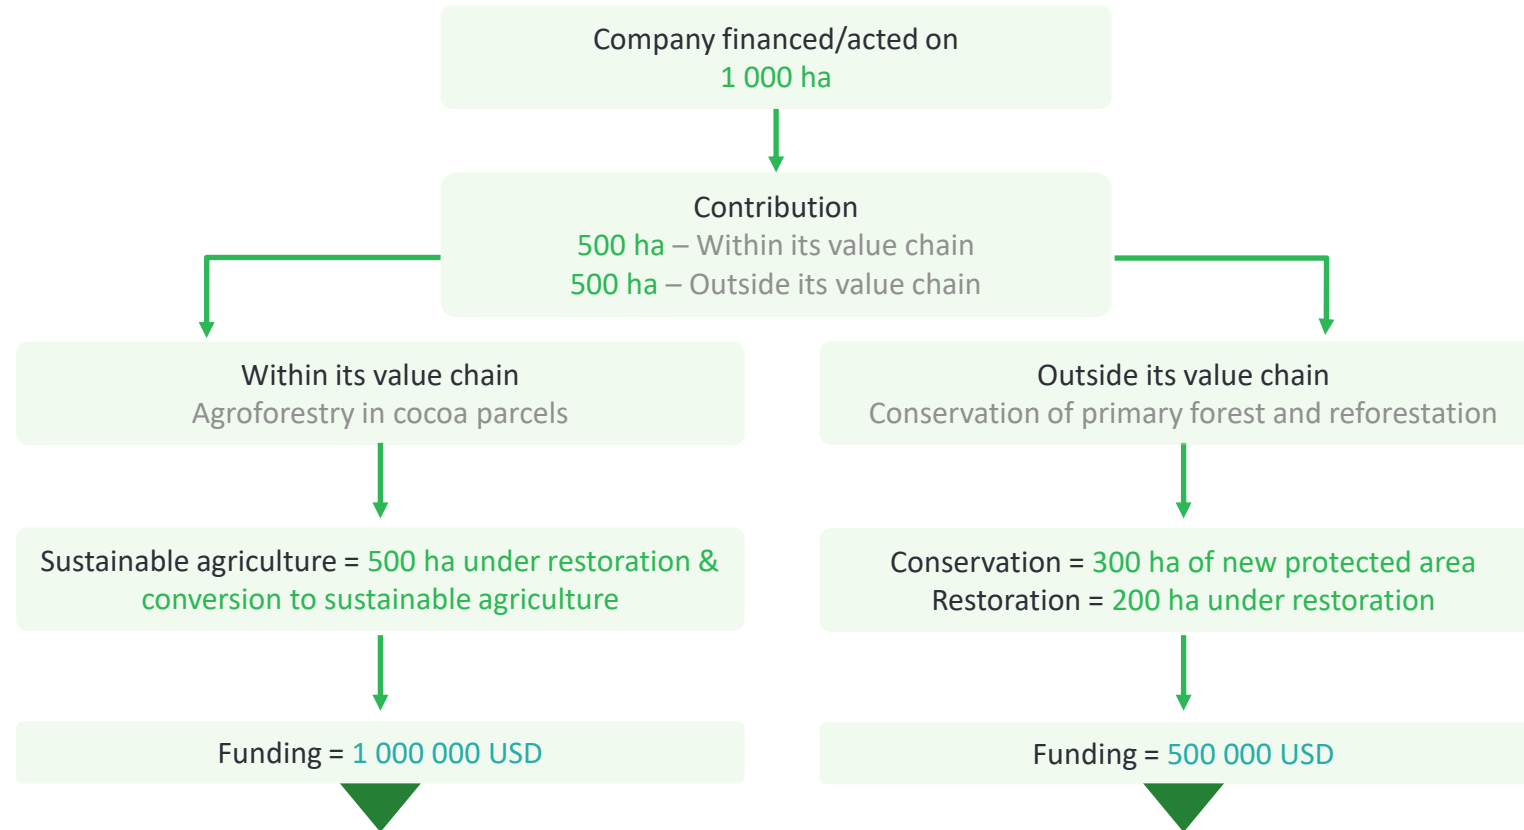 Company financed/acted on
1 000 ha
Contribution
500 ha – Within its value chain
500 ha – Outside its value chain
Within its value chain
Agroforestry in cocoa parcels
Outside its value chain
Conservation of primary forest and reforestation
Sustainable agriculture = 500 ha under restoration &
conversion to sustainable agriculture
Conservation = 300 ha of new protected area
Restoration = 200 ha under restoration
Funding = 1 000 000 USD
Funding = 500 000 USD